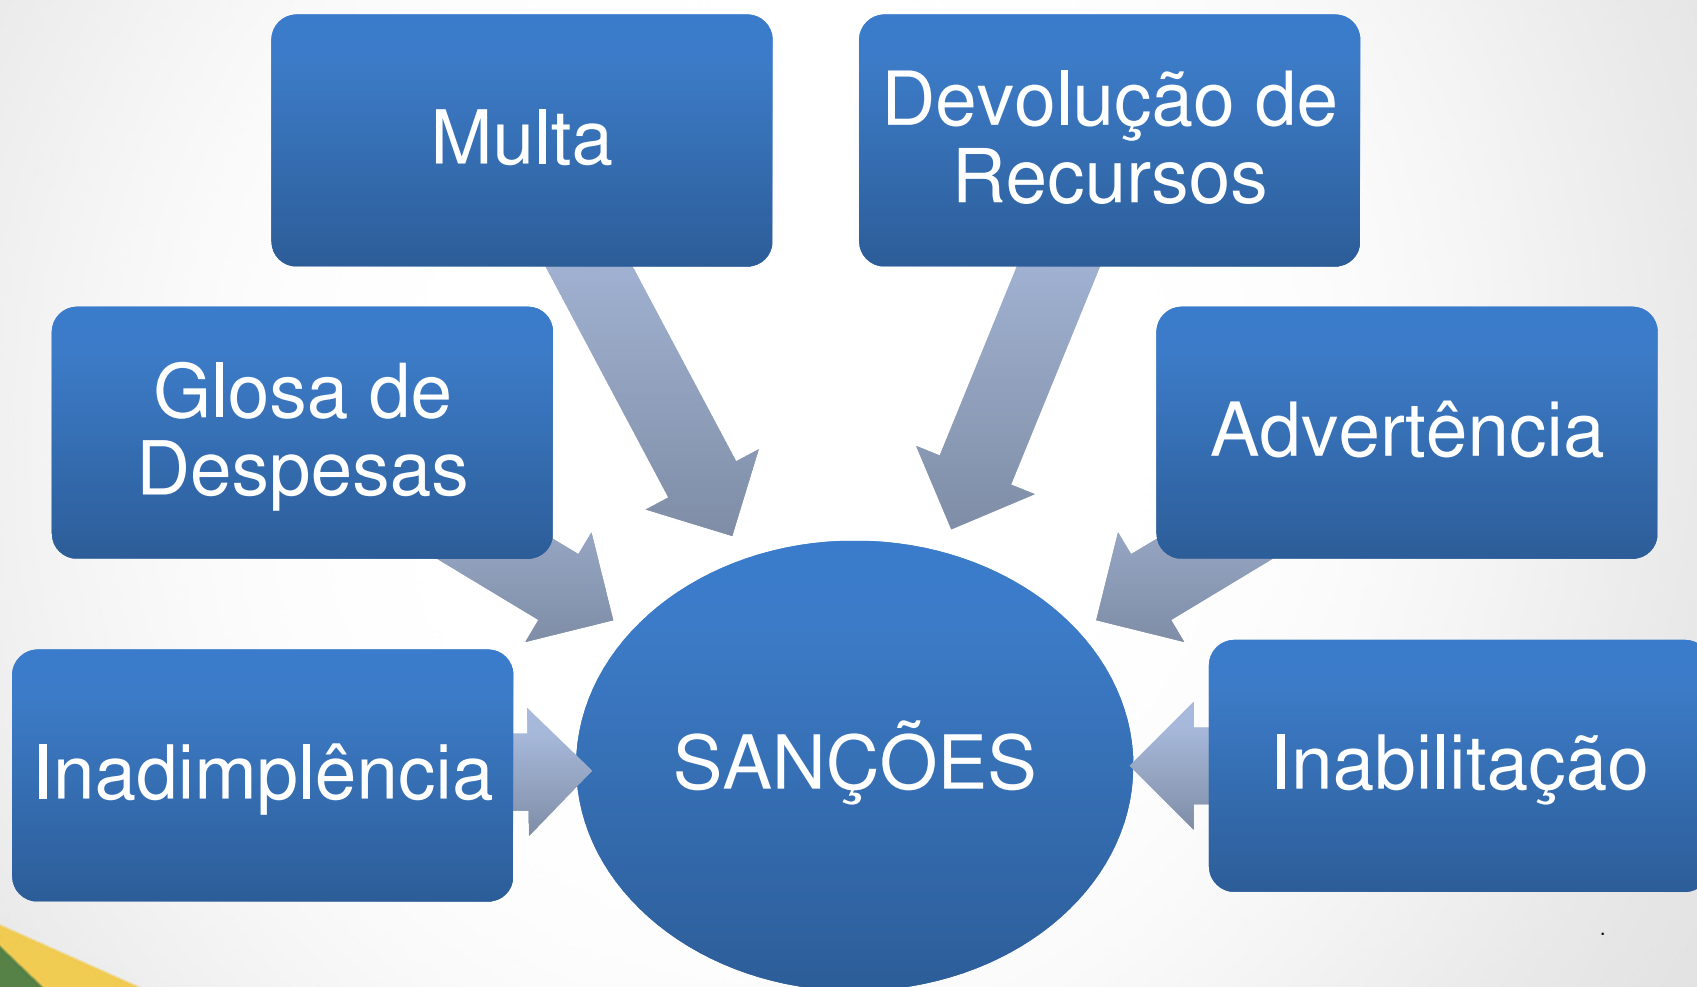 Multa
Devolução de
Recursos
Glosa de
Despesas
Advertência
Inadimplência
SANÇÕES
Inabilitação
.